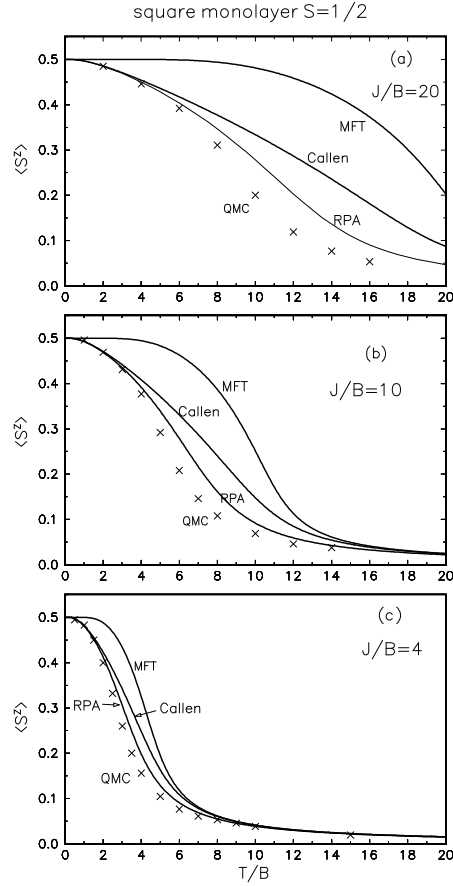 square monolayer S=1/2
(a)
J/B=20
MFT
Callen
QMC
RPA
⟨S^z⟩
0.5
0.4
0.3
0.2
0.1
0.0
0 2 4 6 8 10 12 14 16 18 20
(b)
J/B=10
MFT
Callen
RPA
QMC
⟨S^z⟩
0.5
0.4
0.3
0.2
0.1
0.0
0 2 4 6 8 10 12 14 16 18 20
(c)
J/B=4
MFT
RPA
Callen
QMC
⟨S^z⟩
0.5
0.4
0.3
0.2
0.1
0.0
0 2 4 6 8 10 12 14 16 18 20
T/B